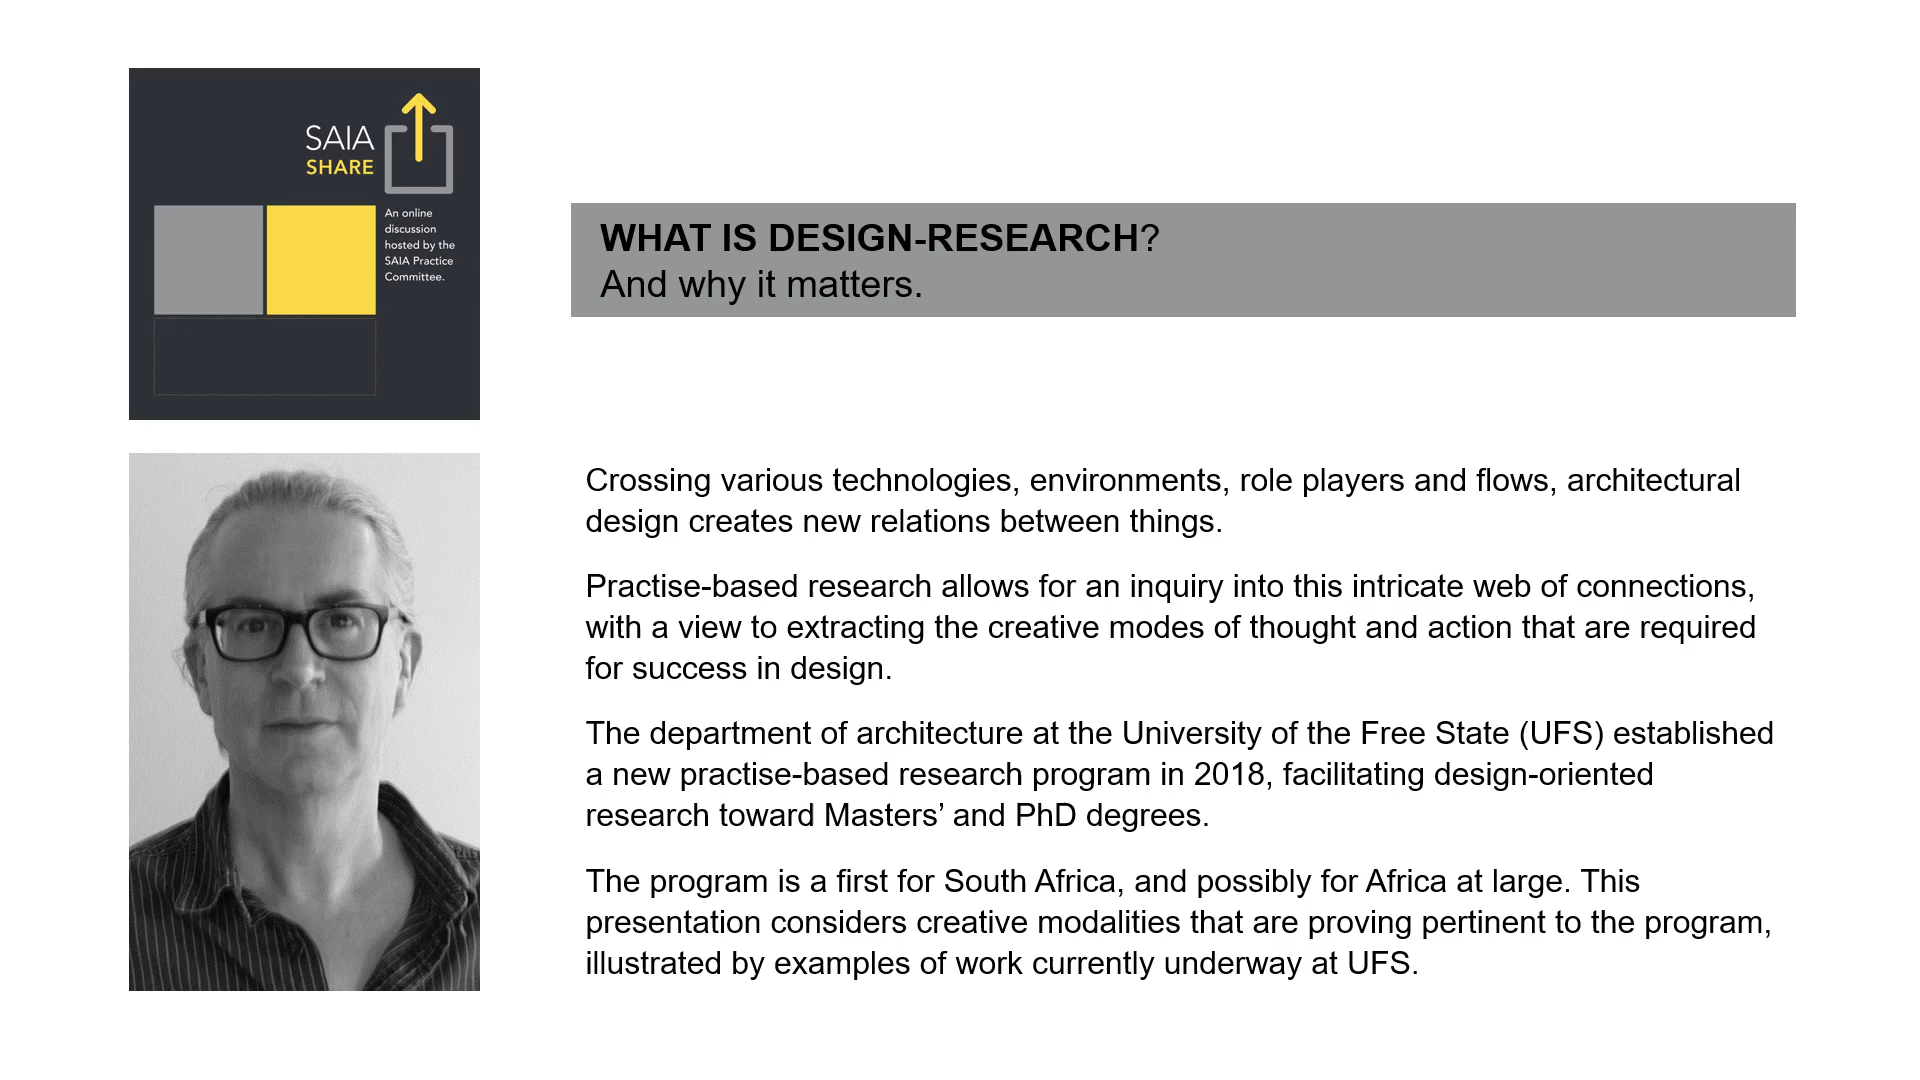 SAIA
SHARE
An online
discussion
hosted by the
SAIA Practice
Committee.
WHAT IS DESIGN-RESEARCH?
And why it matters.
Crossing various technologies, environments, role players and flows, architectural
design creates new relations between things.
Practise-based research allows for an inquiry into this intricate web of connections,
with a view to extracting the creative modes of thought and action that are required
for success in design.
The department of architecture at the University of the Free State (UFS) established
a new practise-based research program in 2018, facilitating design-oriented
research toward Masters’ and PhD degrees.
The program is a first for South Africa, and possibly for Africa at large. This
presentation considers creative modalities that are proving pertinent to the program,
illustrated by examples of work currently underway at UFS.